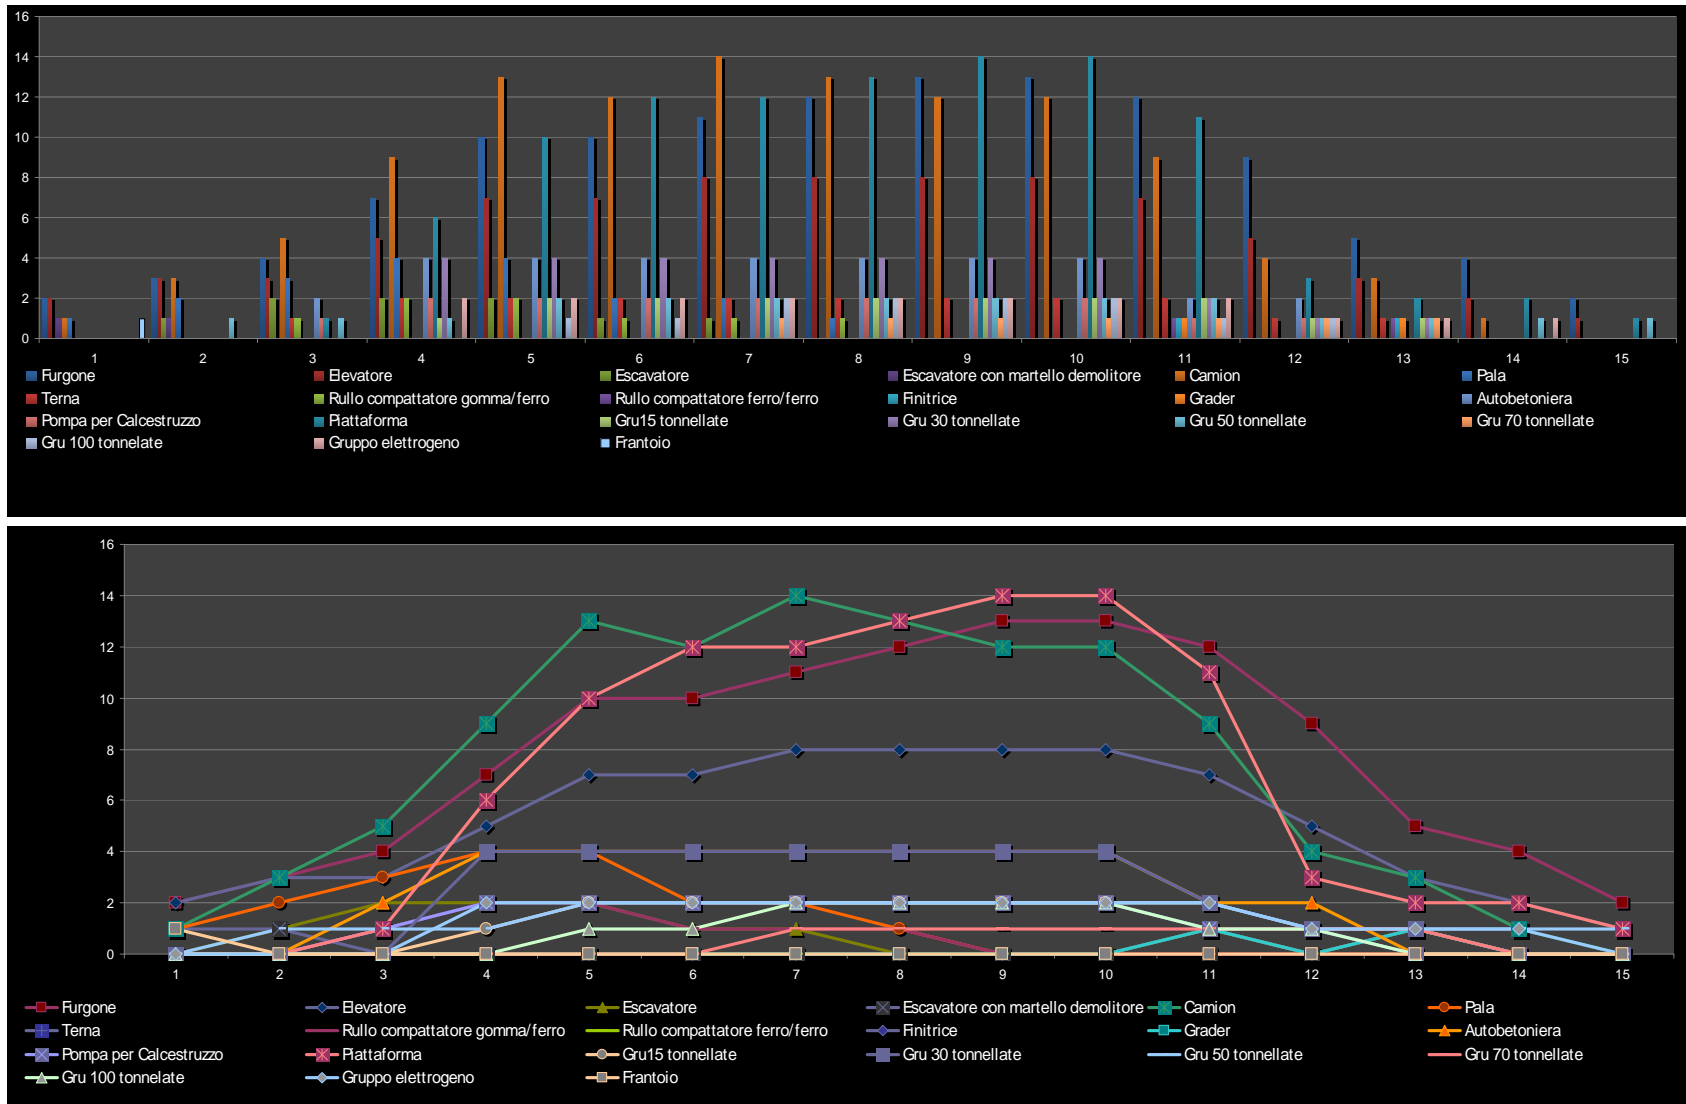 16
14
12
10
8
6
4
2
0
1 2 3 4 5 6 7 8 9 10 11 12 13 14 15
Furgone Elevatore Escavatore Escavatore con martello demolitore Camion Pala
Terna Rullo compattatore gomma/ferro Rullo compattatore ferro/ferro Finitrice Grader Autobetoniera
Pompa per Calcestruzzo Piattaforma Gru15 tonnellate Gru 30 tonnellate Gru 50 tonnellate Gru 70 tonnellate
Gru 100 tonnelate Gruppo elettrogeno Frantoio
16
14
12
10
8
6
4
2
0
1 2 3 4 5 6 7 8 9 10 11 12 13 14 15
Furgone Elevatore Escavatore Escavatore con martello demolitore Camion Pala
Terna Rullo compattatore gomma/ferro Rullo compattatore ferro/ferro Finitrice Grader Autobetoniera
Pompa per Calcestruzzo Piattaforma Gru15 tonnellate Gru 30 tonnellate Gru 50 tonnellate Gru 70 tonnellate
Gru 100 tonnelate Gruppo elettrogeno Frantoio